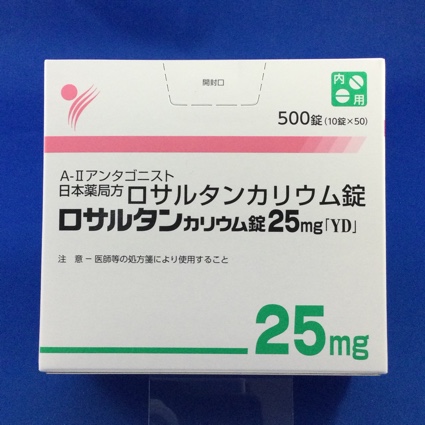 開封口
内用
500錠(10錠×50)
A-Ⅱアンタゴニスト
日本薬局方 ロサルタンカリウム錠
ロサルタンカリウム錠25mg「YD」
注 意-医師等の処方箋により使用すること
25mg